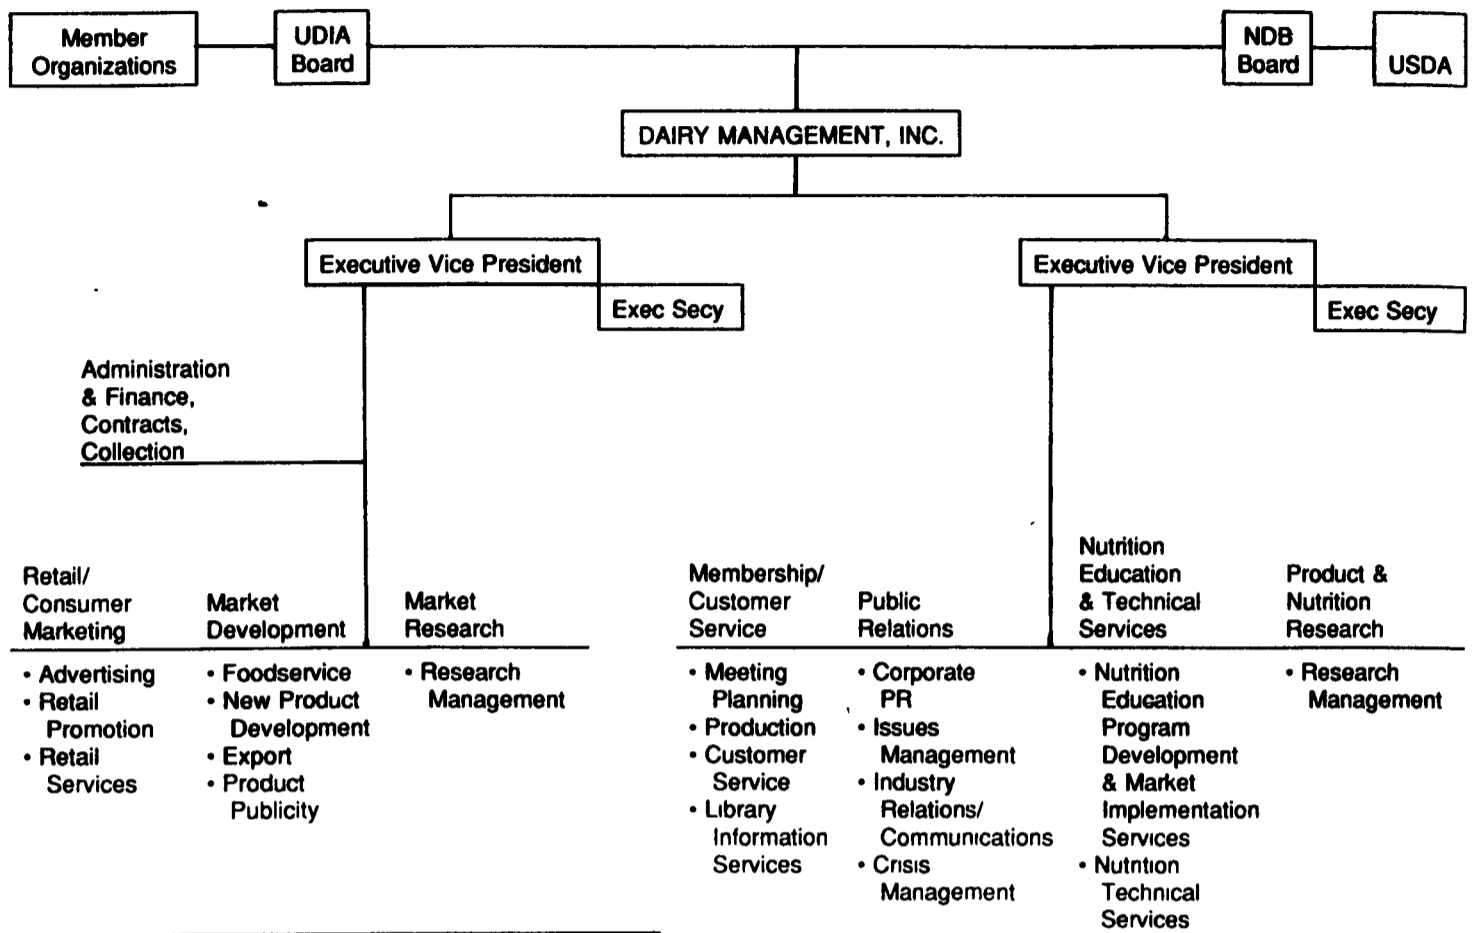 Member
Organizations
UDIA
Board
NDB
Board
USDA
DAIRY MANAGEMENT, INC.
Executive Vice President
Exec Secy
Executive Vice President
Exec Secy
Administration
& Finance,
Contracts,
Collection
Retail/
Consumer
Marketing
• Advertising
• Retail
Promotion
• Retail
Services
Market
Development
• Foodservice
• New Product
Development
• Export
• Product
Publicity
Market
Research
• Research
Management
Membership/
Customer
Service
• Meeting
Planning
• Production
• Customer
Service
• Library
Information
Services
Public
Relations
• Corporate
PR
• Issues
Management
• Industry
Relations/
Communications
• Crisis
Management
Nutrition
Education
& Technical
Services
• Nutrition
Education
Program
Development
& Market
Implementation
Services
• Nutrition
Technical
Services
Product &
Nutrition
Research
• Research
Management